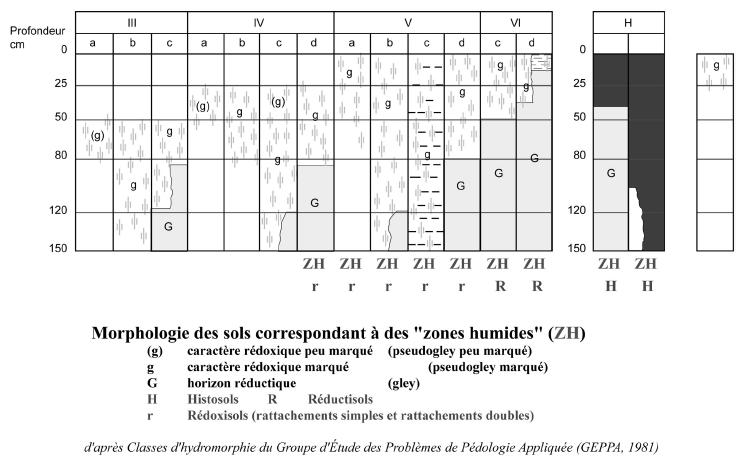 III IV V VI H
Profondeur
cm
a b c a b c d a b c d c d
0 0
g g g g
25 g g 25
(g) g (g) g
50 50
(g) g g
80 g 80
g G G G G
g G
120 G 120
150 150
ZH ZH ZH ZH ZH ZH ZH ZH ZH
r r r r r R R H H
Morphologie des sols correspondant à des "zones humides" (ZH)
(g) caractère rédoxique peu marqué (pseudogley peu marqué)
g caractère rédoxique marqué (pseudogley marqué)
G horizon réductique (gley)
H Histosols R Réductisols
r Rédoxisols (rattachements simples et rattachements doubles)
d'après Classes d'hydromorphie du Groupe d'Étude des Problèmes de Pédologie Appliquée (GEPPA, 1981)